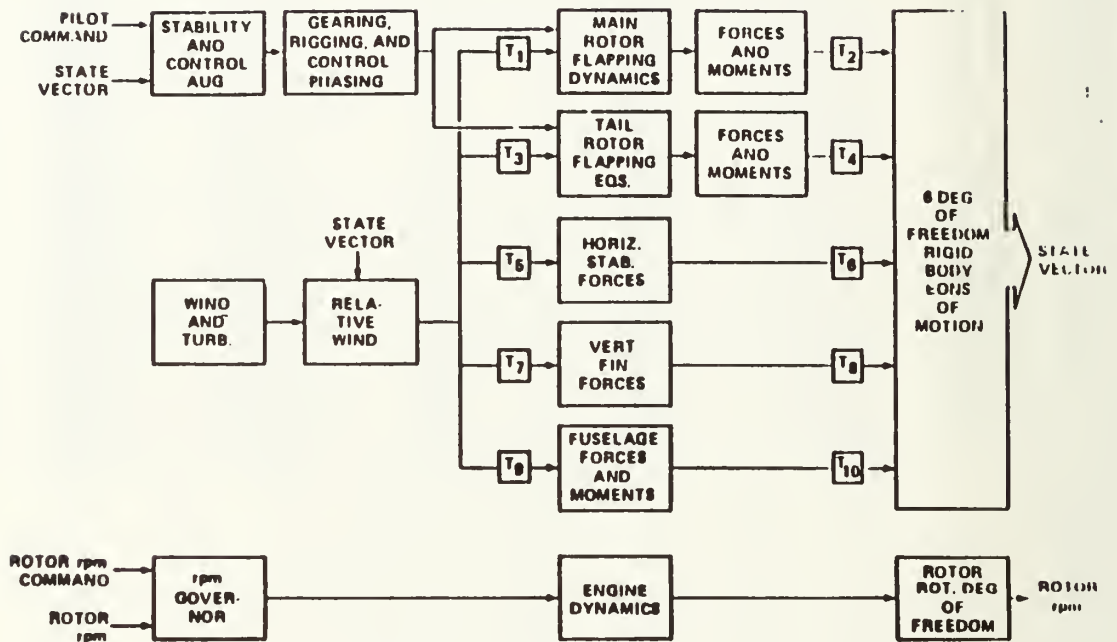 PILOT
COMMAND
STATE
VECTOR
STABILITY
AND
CONTROL
AUG
GEARING,
RIGGING, AND
CONTROL
PHASING
T1
MAIN
ROTOR
FLAPPING
DYNAMICS
FORCES
AND
MOMENTS
T2
T3
TAIL
ROTOR
FLAPPING
EQS.
FORCES
AND
MOMENTS
T4
STATE
VECTOR
WIND
AND
TURB.
RELA-
TIVE
WIND
T5
HORIZ.
STAB.
FORCES
T6
T7
VERT
FIN
FORCES
T8
T9
FUSELAGE
FORCES
AND
MOMENTS
T10
6 DEG
OF
FREEDOM
RIGID
BODY
EQNS
OF
MOTION
STATE
VECTOR
ROTOR rpm
COMMAND
ROTOR
rpm
rpm
GOVER-
NOR
ENGINE
DYNAMICS
ROTOR
ROT. DEG
OF
FREEDOM
ROTOR
rpm